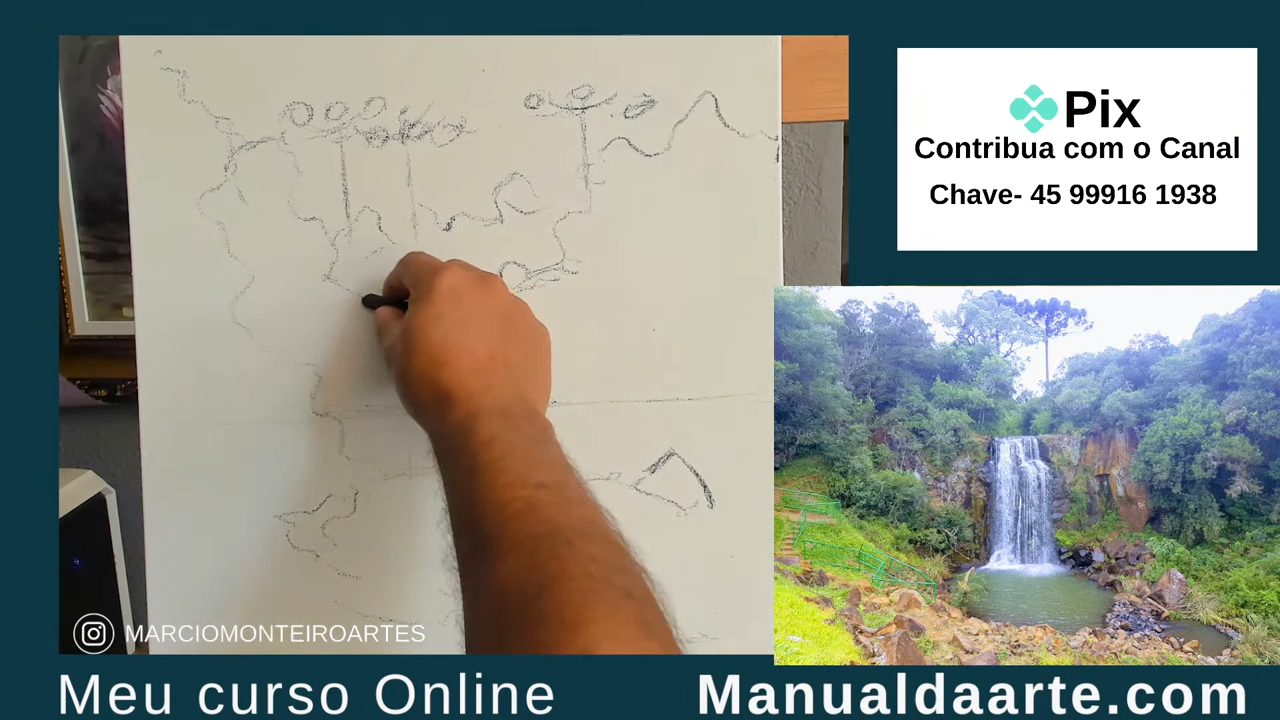 Pix
Contribua com o Canal
Chave- 45 99916 1938
MARCIOMONTEIROARTES
Meu curso Online
Manualdaarte.com